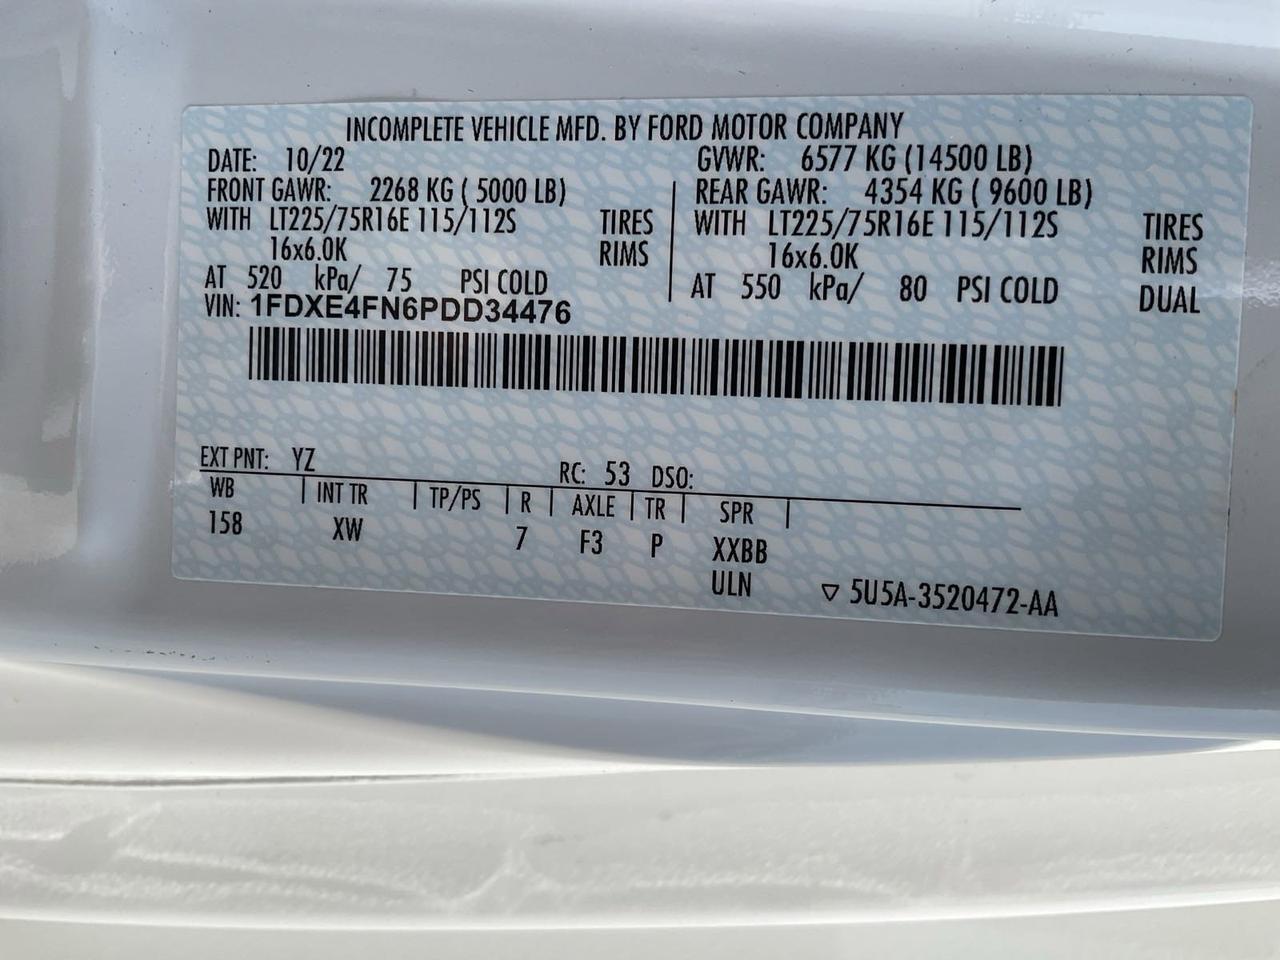 INCOMPLETE VEHICLE MFD. BY FORD MOTOR COMPANY
DATE: 10/22 GVWR: 6577 KG (14500 LB)
FRONT GAWR: 2268 KG ( 5000 LB) REAR GAWR: 4354 KG ( 9600 LB)
WITH LT225/75R16E 115/112S TIRES WITH LT225/75R16E 115/112S TIRES
16x6.0K RIMS 16x6.0K RIMS
AT 520 kPa/ 75 PSI COLD AT 550 kPa/ 80 PSI COLD DUAL
VIN: 1FDXE4FN6PDD34476
EXT PNT: YZ RC: 53 DSO:
WB INT TR TP/PS R AXLE TR SPR
158 XW 7 F3 P XXBB
ULN ▽ 5U5A-3520472-AA